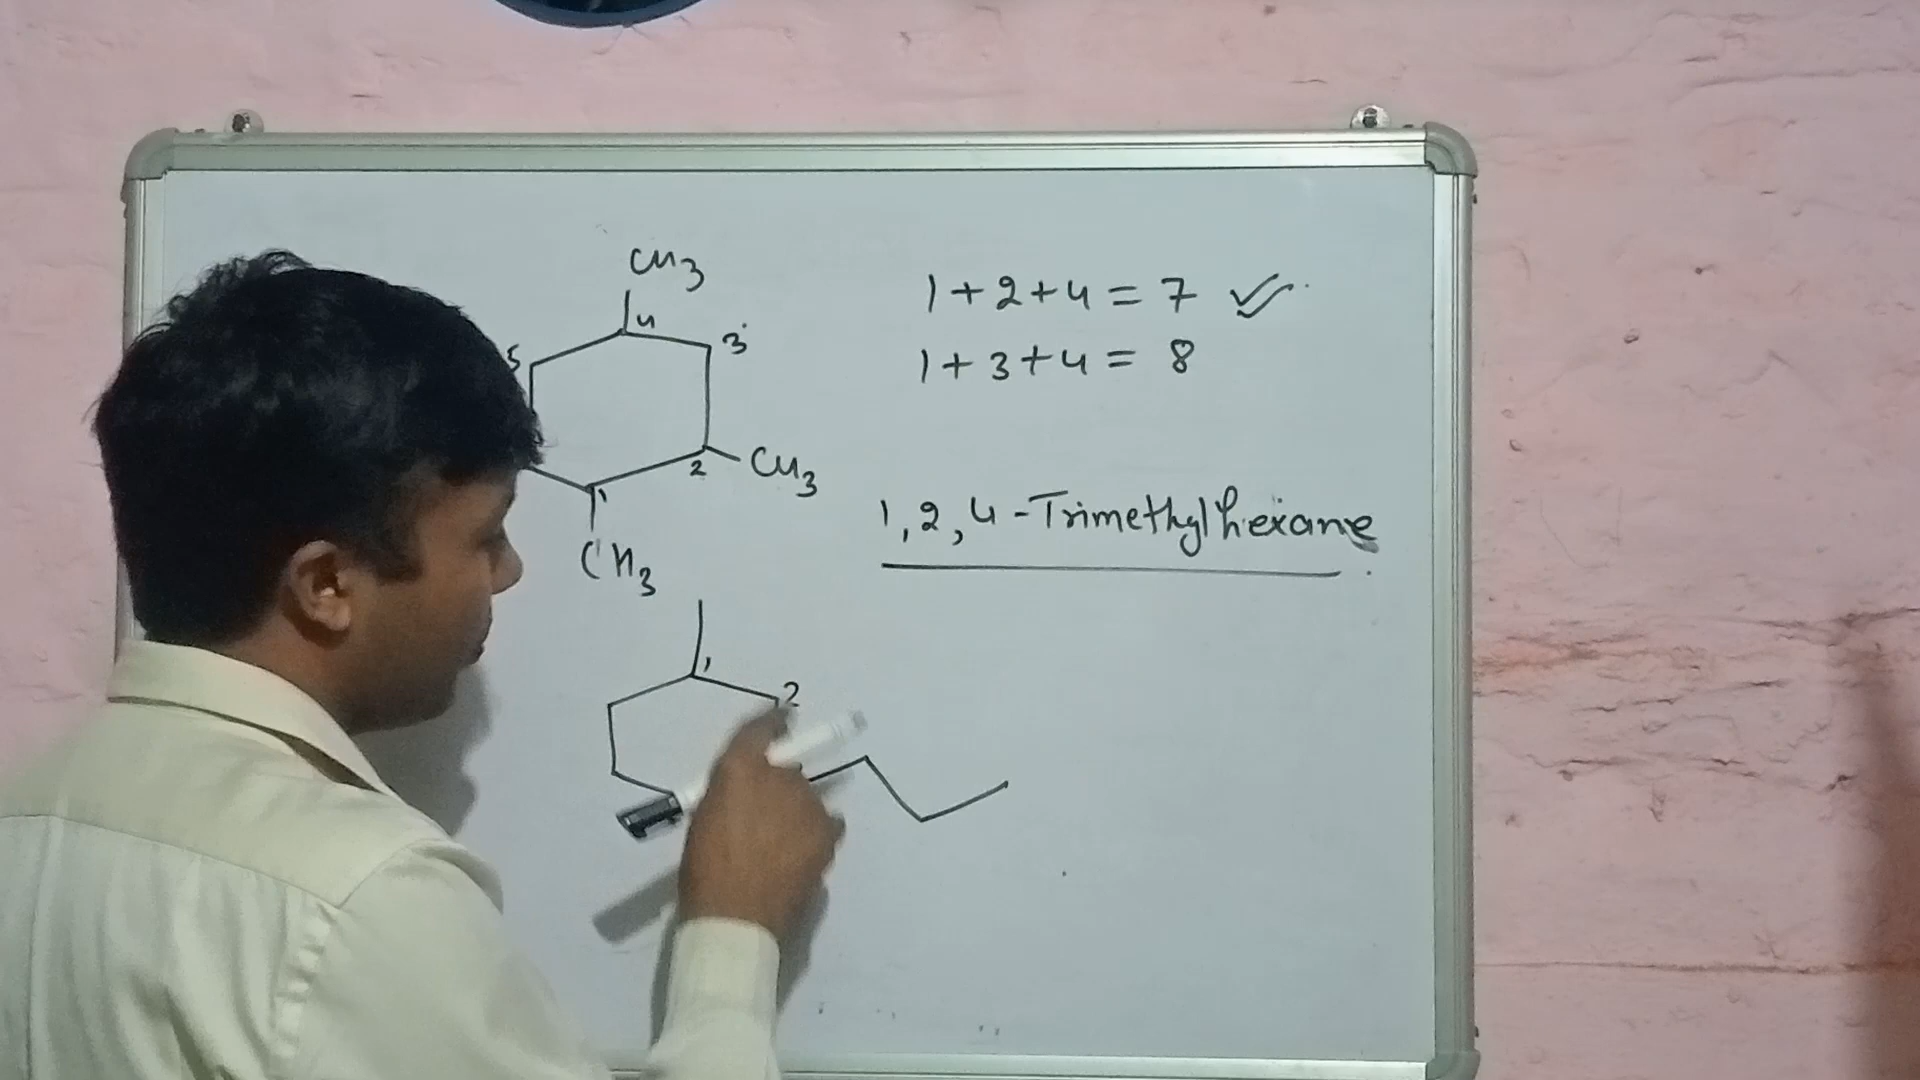 CH3
4
5
3
2
CH3
1
CH3
1+2+4=7 ✓
1+3+4=8
1,2,4-Trimethylhexane
1
2